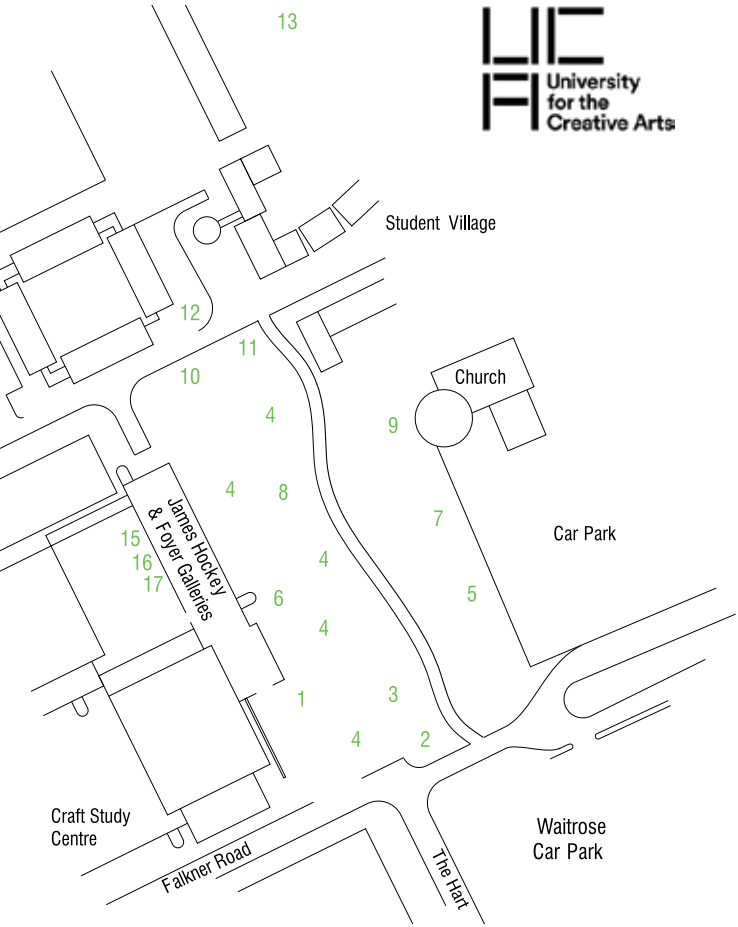 13
University
for the
Creative Arts
Student Village
12
11
10
Church
4
9
4
8
7
James Hockey
& Foyer Galleries
15
16
17
Car Park
4
6
5
4
1
3
4
2
Craft Study
Centre
Waitrose
Car Park
Falkner Road
The Hart